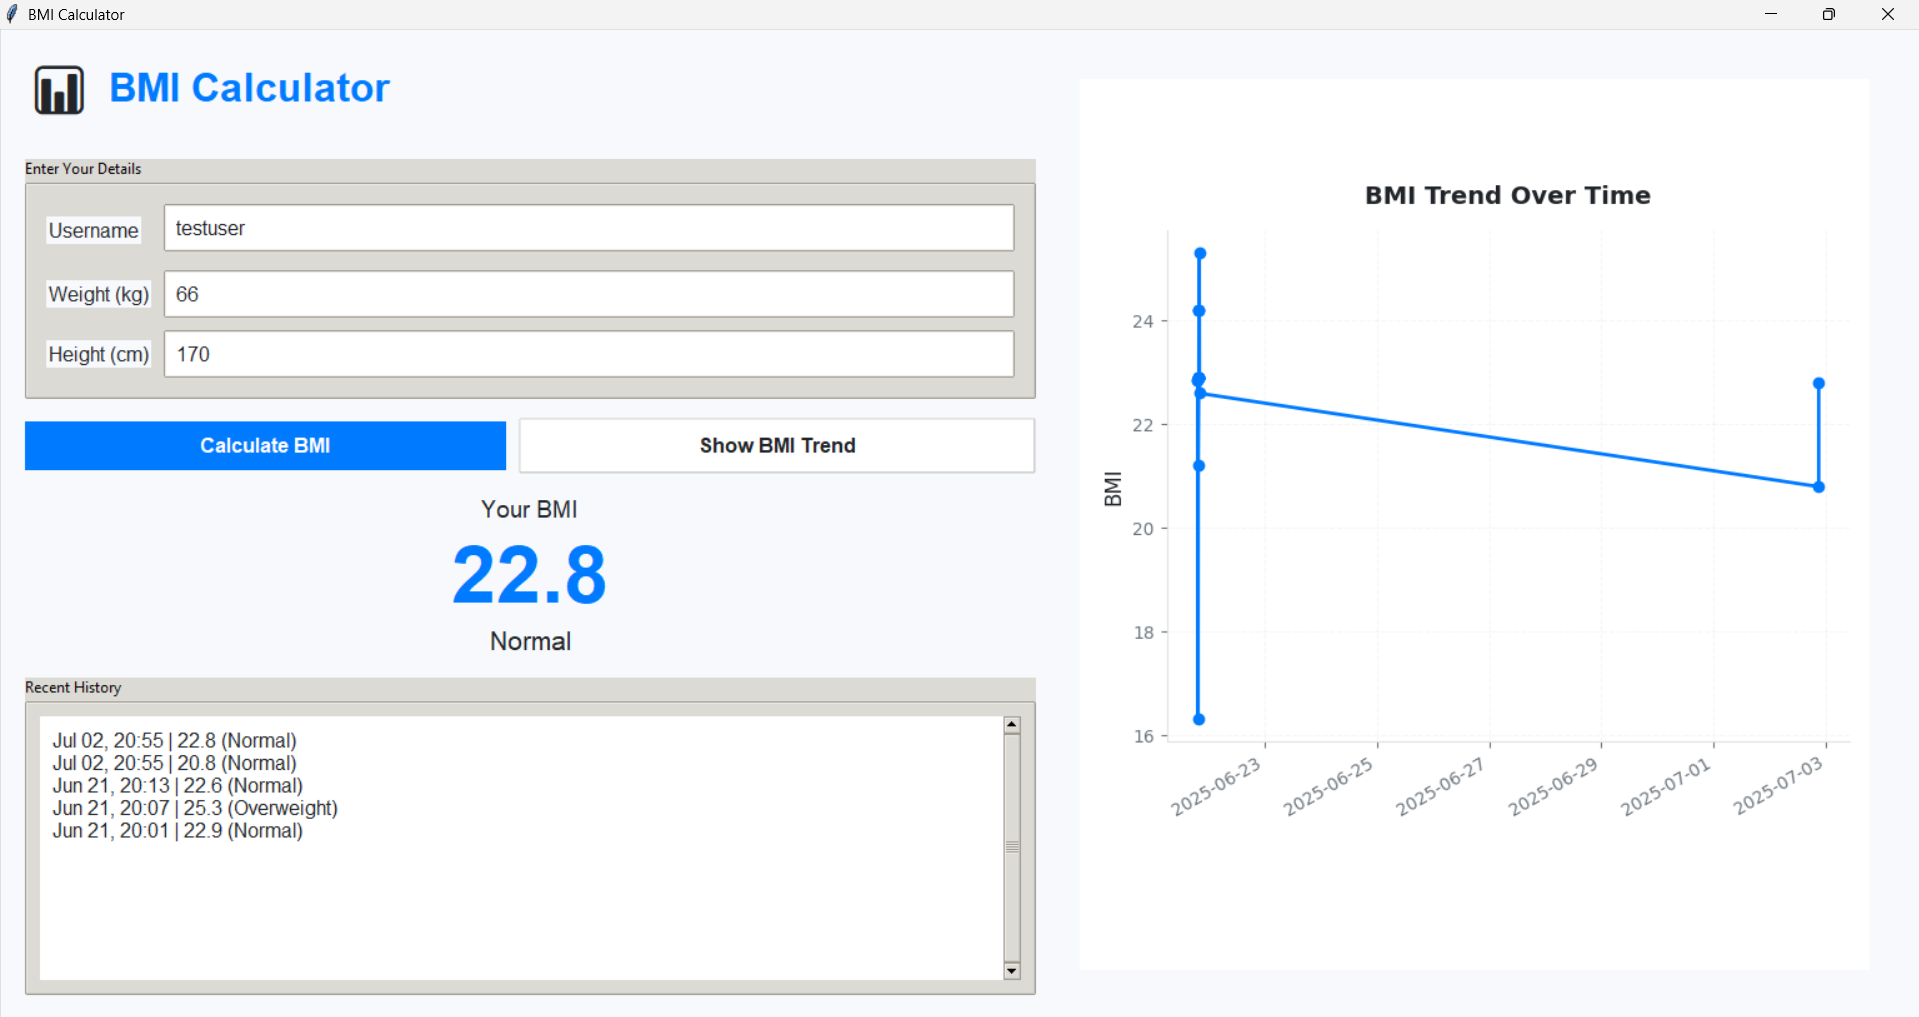 BMI Calculator
BMI Calculator
Enter Your Details
Username
testuser
Weight (kg)
66
Height (cm)
170
Calculate BMI
Show BMI Trend
Your BMI
22.8
Normal
Recent History
Jul 02, 20:55 | 22.8 (Normal)
Jul 02, 20:55 | 20.8 (Normal)
Jun 21, 20:13 | 22.6 (Normal)
Jun 21, 20:07 | 25.3 (Overweight)
Jun 21, 20:01 | 22.9 (Normal)
BMI Trend Over Time
BMI
24
22
20
18
16
2025-06-23
2025-06-25
2025-06-27
2025-06-29
2025-07-01
2025-07-03